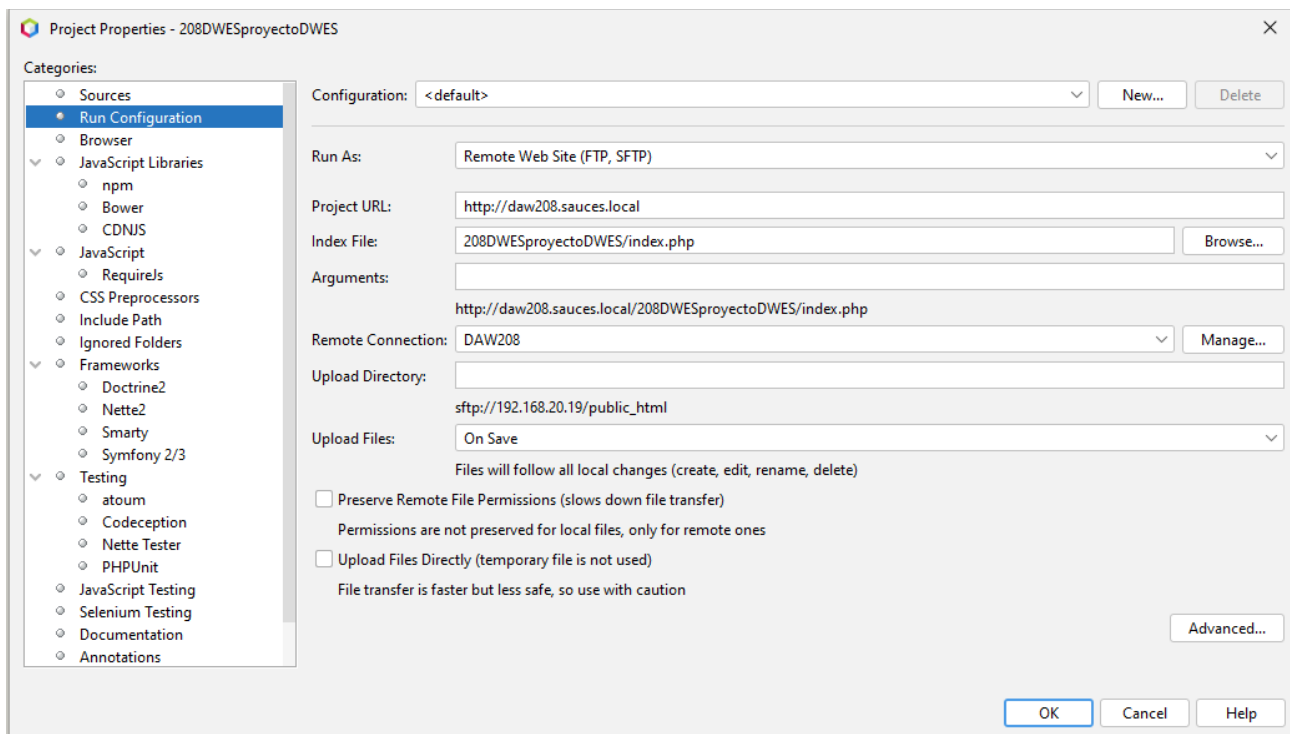 Project Properties - 208DWESproyectoDWES
Categories:
Sources
Run Configuration
Browser
JavaScript Libraries
npm
Bower
CDNJS
JavaScript
RequireJs
CSS Preprocessors
Include Path
Ignored Folders
Frameworks
Doctrine2
Nette2
Smarty
Symfony 2/3
Testing
atoum
Codeception
Nette Tester
PHPUnit
JavaScript Testing
Selenium Testing
Documentation
Annotations
Configuration: <default> New... Delete
Run As: Remote Web Site (FTP, SFTP)
Project URL: http://daw208.sauces.local
Index File: 208DWESproyectoDWES/index.php Browse...
Arguments:
http://daw208.sauces.local/208DWESproyectoDWES/index.php
Remote Connection: DAW208 Manage...
Upload Directory:
sftp://192.168.20.19/public_html
Upload Files: On Save
Files will follow all local changes (create, edit, rename, delete)
Preserve Remote File Permissions (slows down file transfer)
Permissions are not preserved for local files, only for remote ones
Upload Files Directly (temporary file is not used)
File transfer is faster but less safe, so use with caution
Advanced...
OK Cancel Help